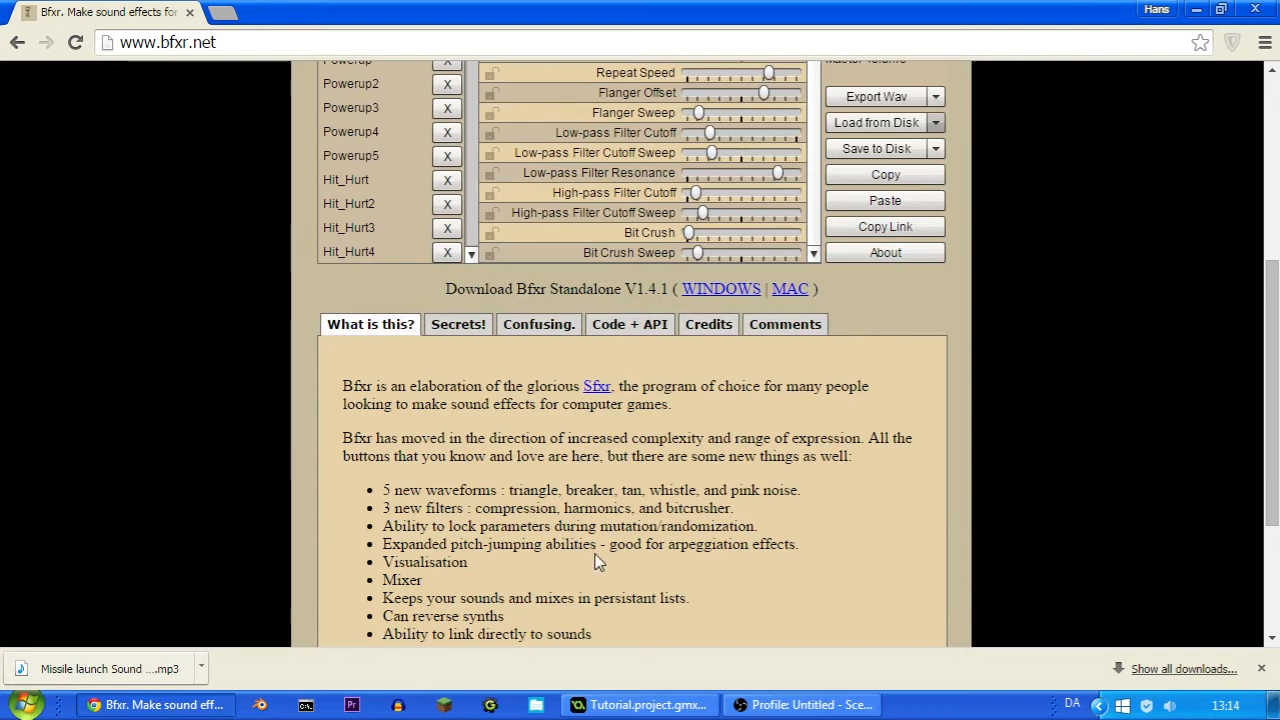 Bfxr. Make sound effects for
Hans
www.bfxr.net
Powerup X
Powerup2 X
Powerup3 X
Powerup4 X
Powerup5 X
Hit_Hurt X
Hit_Hurt2 X
Hit_Hurt3 X
Hit_Hurt4 X
Repeat Speed
Flanger Offset
Flanger Sweep
Low-pass Filter Cutoff
Low-pass Filter Cutoff Sweep
Low-pass Filter Resonance
High-pass Filter Cutoff
High-pass Filter Cutoff Sweep
Bit Crush
Bit Crush Sweep
Master Volume
Export Wav
Load from Disk
Save to Disk
Copy
Paste
Copy Link
About
Download Bfxr Standalone V1.4.1 ( WINDOWS | MAC )
What is this? Secrets! Confusing. Code + API Credits Comments
Bfxr is an elaboration of the glorious Sfxr, the program of choice for many people
looking to make sound effects for computer games.
Bfxr has moved in the direction of increased complexity and range of expression. All the
buttons that you know and love are here, but there are some new things as well:
• 5 new waveforms : triangle, breaker, tan, whistle, and pink noise.
• 3 new filters : compression, harmonics, and bitcrusher.
• Ability to lock parameters during mutation/randomization.
• Expanded pitch-jumping abilities - good for arpeggiation effects.
• Visualisation
• Mixer
• Keeps your sounds and mixes in persistant lists.
• Can reverse synths
• Ability to link directly to sounds
Missile launch Sound ....mp3
Show all downloads...
Bfxr. Make sound eff...
Pr
Tutorial.project.gmx...
Profile: Untitled - Sce...
DA
13:14